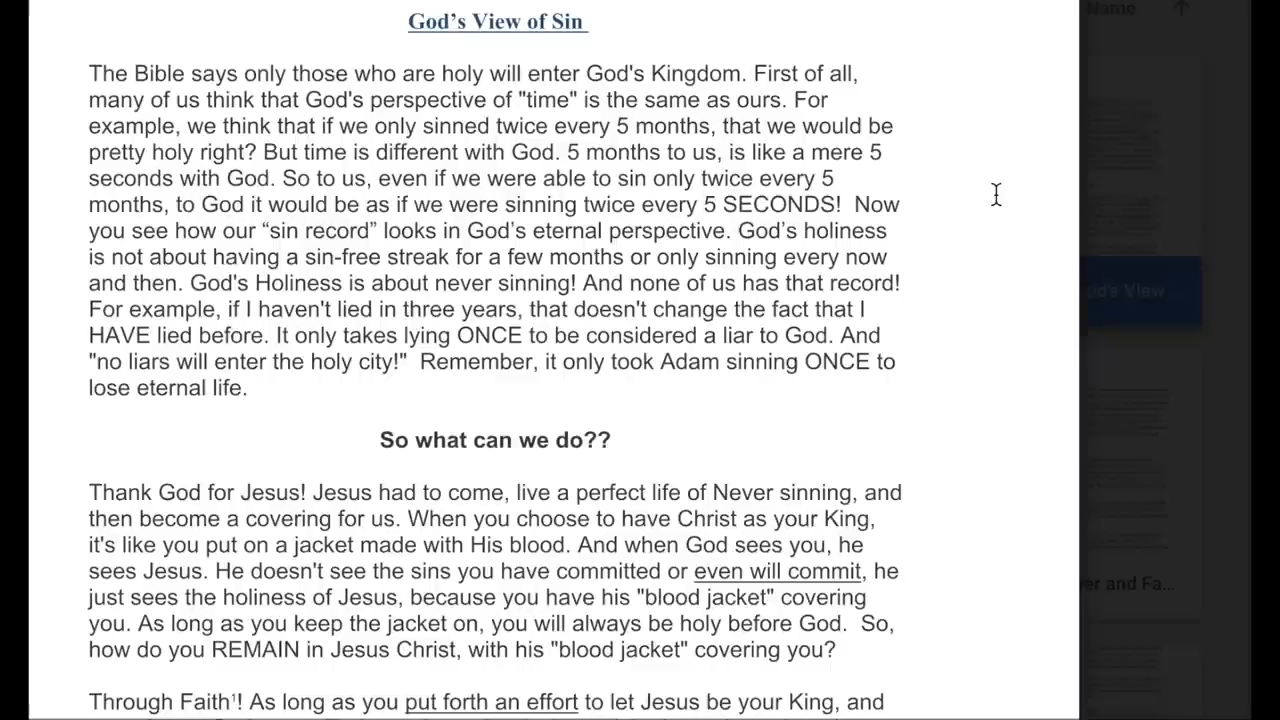 Name
God's View of Sin
The Bible says only those who are holy will enter God's Kingdom. First of all,
many of us think that God's perspective of "time" is the same as ours. For
example, we think that if we only sinned twice every 5 months, that we would be
pretty holy right? But time is different with God. 5 months to us, is like a mere 5
seconds with God. So to us, even if we were able to sin only twice every 5
months, to God it would be as if we were sinning twice every 5 SECONDS!  Now
you see how our “sin record” looks in God’s eternal perspective. God’s holiness
is not about having a sin-free streak for a few months or only sinning every now
and then. God's Holiness is about never sinning! And none of us has that record!
For example, if I haven't lied in three years, that doesn't change the fact that I
HAVE lied before. It only takes lying ONCE to be considered a liar to God. And
"no liars will enter the holy city!"  Remember, it only took Adam sinning ONCE to
lose eternal life.
So what can we do??
Thank God for Jesus! Jesus had to come, live a perfect life of Never sinning, and
then become a covering for us. When you choose to have Christ as your King,
it's like you put on a jacket made with His blood. And when God sees you, he
sees Jesus. He doesn't see the sins you have committed or even will commit, he
just sees the holiness of Jesus, because you have his "blood jacket" covering
you. As long as you keep the jacket on, you will always be holy before God.  So,
how do you REMAIN in Jesus Christ, with his "blood jacket" covering you?
Through Faith¹! As long as you put forth an effort to let Jesus be your King, and
View
and Fa...